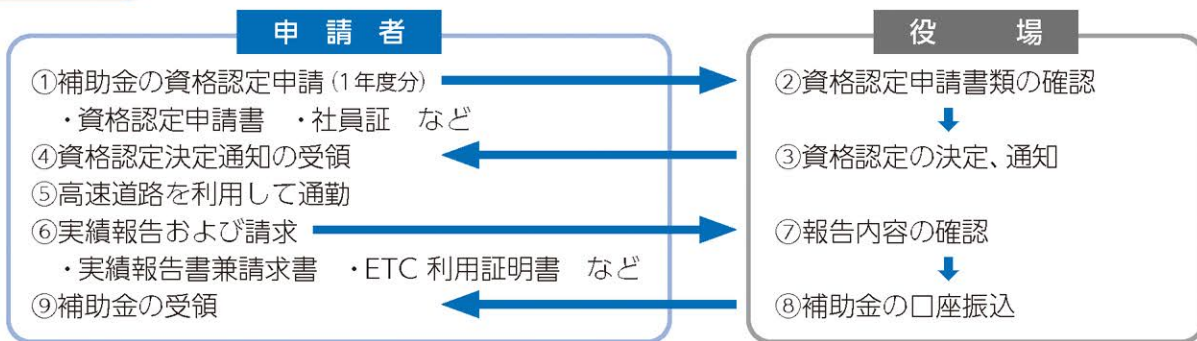 申請者
①補助金の資格認定申請(1年度分)
・資格認定申請書 ・社員証 など
④資格認定決定通知の受領
⑤高速道路を利用して通勤
⑥実績報告および請求
・実績報告書兼請求書 ・ETC 利用証明書 など
⑨補助金の受領
役場
②資格認定申請書類の確認
③資格認定の決定、通知
⑦報告内容の確認
⑧補助金の口座振込